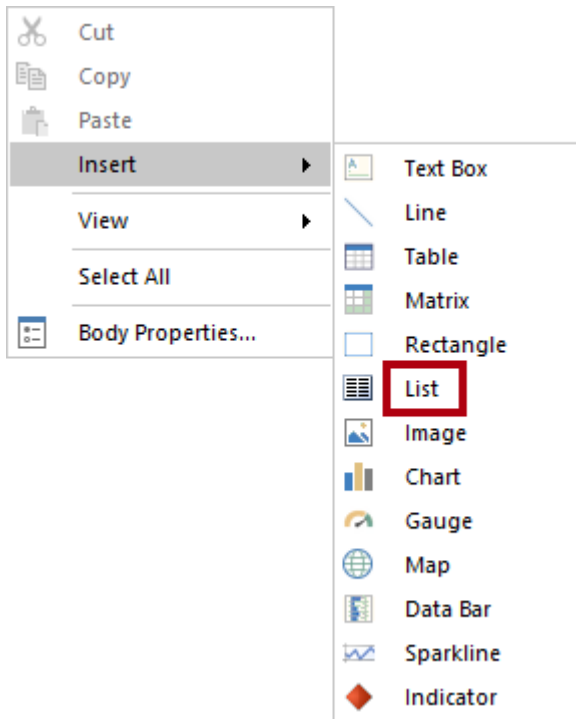 Cut
Copy
Paste
Insert
View
Select All
Body Properties...
Text Box
Line
Table
Matrix
Rectangle
List
Image
Chart
Gauge
Map
Data Bar
Sparkline
Indicator